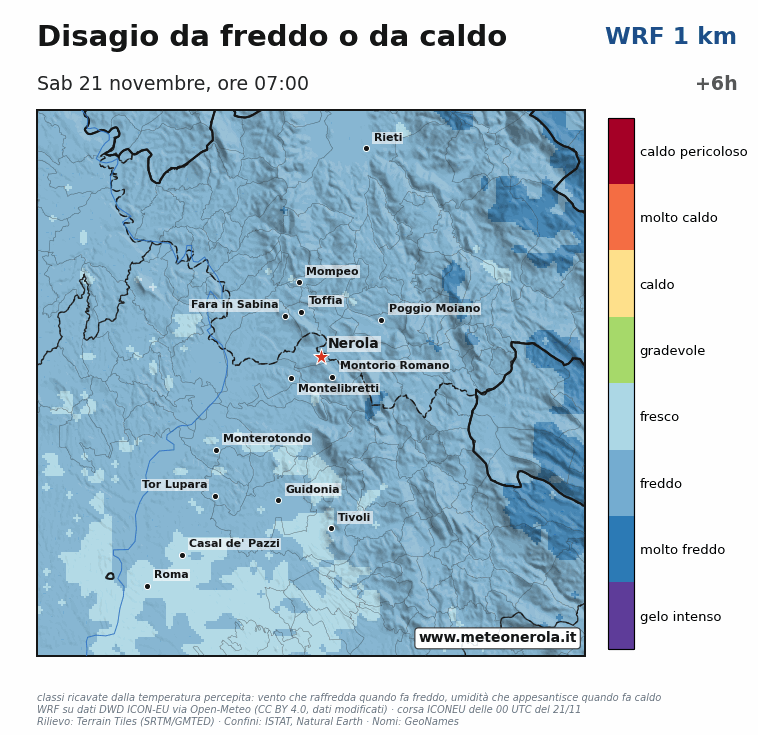 Disagio da freddo o da caldo
WRF 1 km
Sab 21 novembre, ore 07:00
+6h
Rieti
Mompeo
Fara in Sabina
Toffia
Poggio Moiano
Nerola
Montorio Romano
Montelibretti
Monterotondo
Tor Lupara
Guidonia
Tivoli
Casal de' Pazzi
Roma
www.meteonerola.it
caldo pericoloso
molto caldo
caldo
gradevole
fresco
freddo
molto freddo
gelo intenso
classi ricavate dalla temperatura percepita: vento che raffredda quando fa freddo, umidità che appesantisce quando fa caldo
WRF su dati DWD ICON-EU via Open-Meteo (CC BY 4.0, dati modificati) · corsa ICONEU delle 00 UTC del 21/11
Rilievo: Terrain Tiles (SRTM/GMTED) · Confini: ISTAT, Natural Earth · Nomi: GeoNames